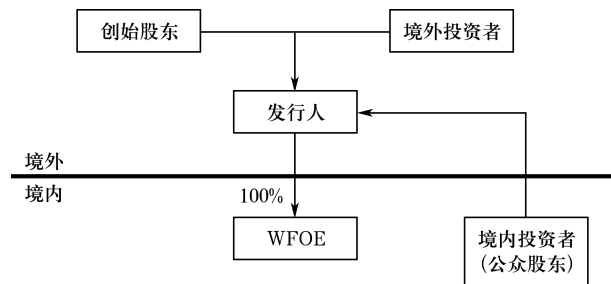 创始股东
境外投资者
发行人
境外
境内
100%
WFOE
境内投资者
(公众股东)